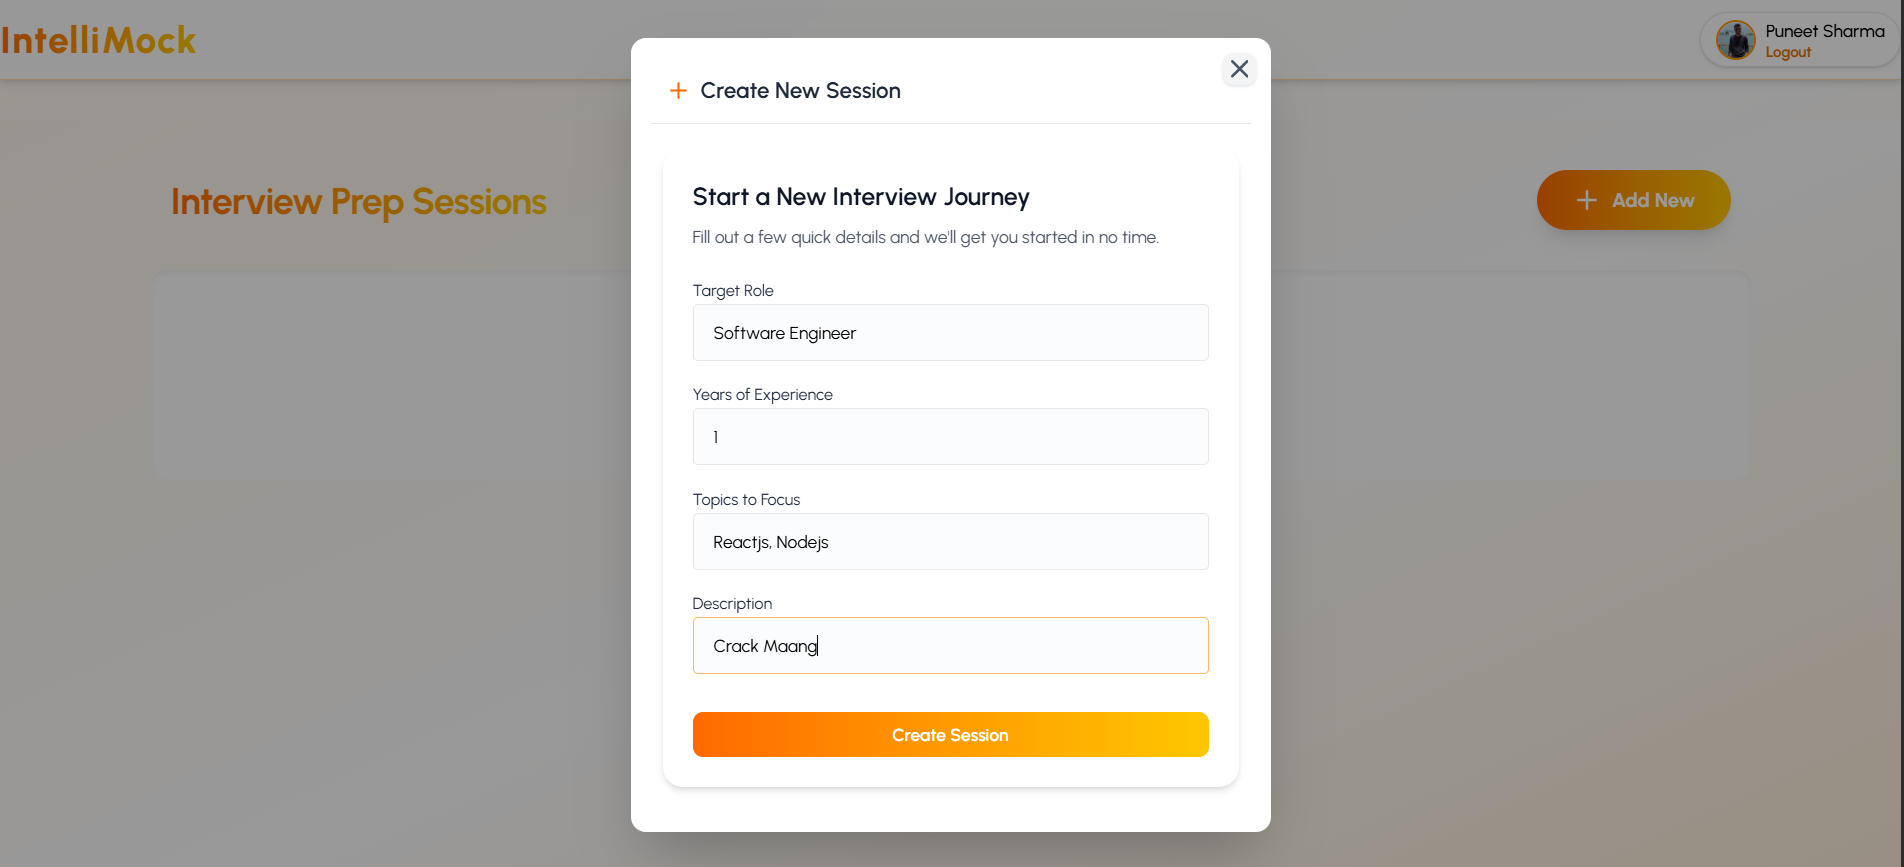 IntelliMock
Puneet Sharma
Logout
Create New Session
Interview Prep Sessions
Add New
Start a New Interview Journey
Fill out a few quick details and we'll get you started in no time.
Target Role
Software Engineer
Years of Experience
1
Topics to Focus
Reactjs, Nodejs
Description
Crack Maang
Create Session